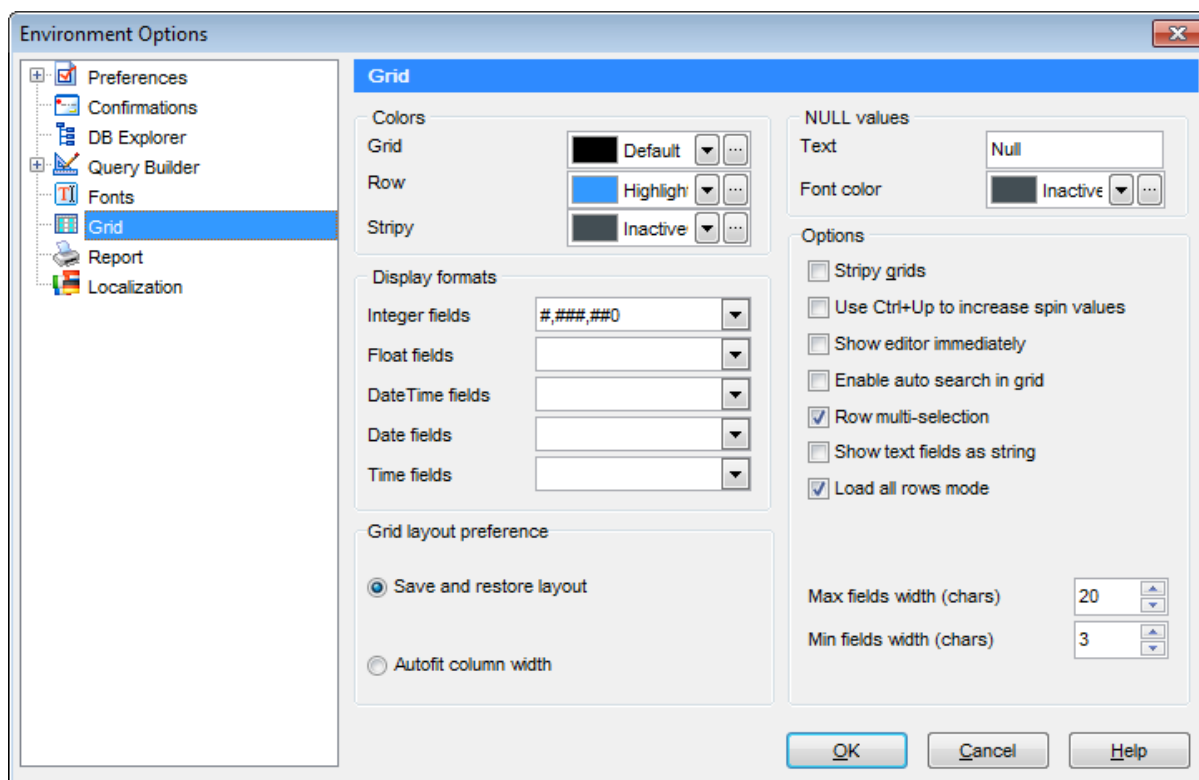 Environment Options
Preferences
Confirmations
DB Explorer
Query Builder
Fonts
Grid
Report
Localization
Grid
Colors
Grid
Default
Row
Highligh
Stripy
Inactive
Display formats
Integer fields
#,###,##0
Float fields
DateTime fields
Date fields
Time fields
Grid layout preference
Save and restore layout
Autofit column width
NULL values
Text
Null
Font color
Inactive
Options
Stripy grids
Use Ctrl+Up to increase spin values
Show editor immediately
Enable auto search in grid
Row multi-selection
Show text fields as string
Load all rows mode
Max fields width (chars)
20
Min fields width (chars)
3
OK
Cancel
Help